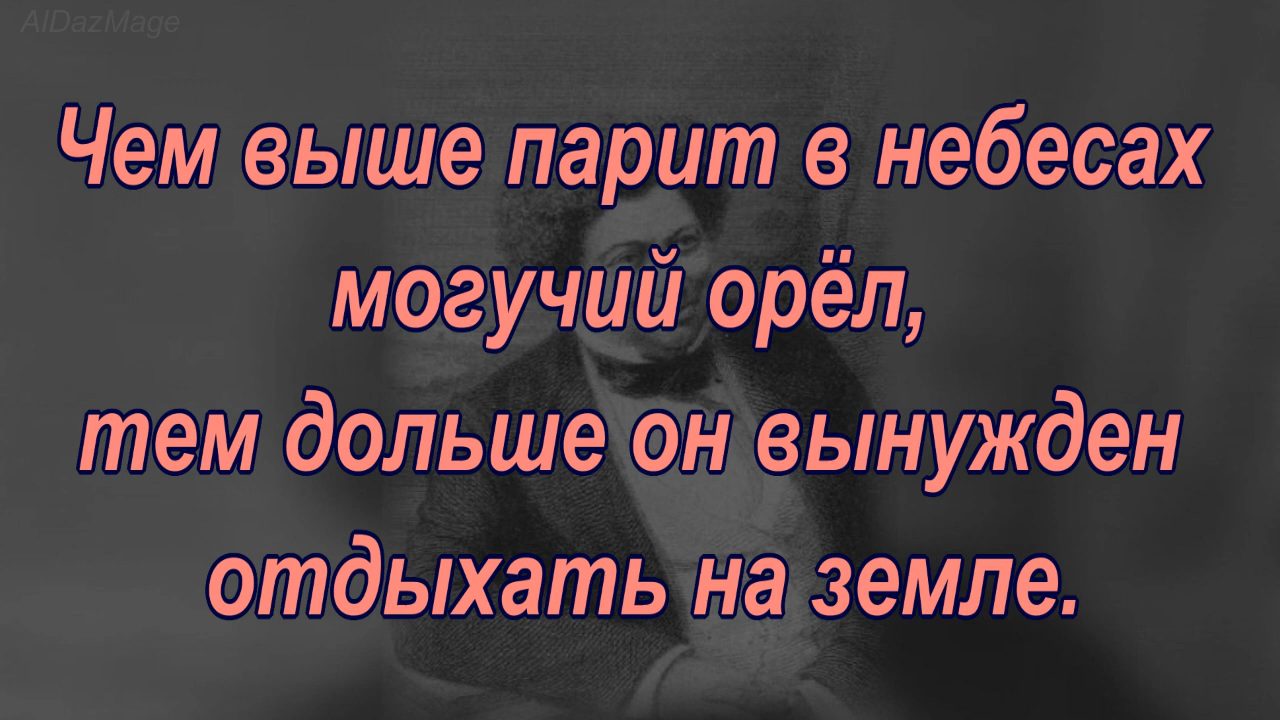 AlDazMage
Чем выше парит в небесах
могучий орёл,
тем дольше он вынужден
отдыхать на земле.